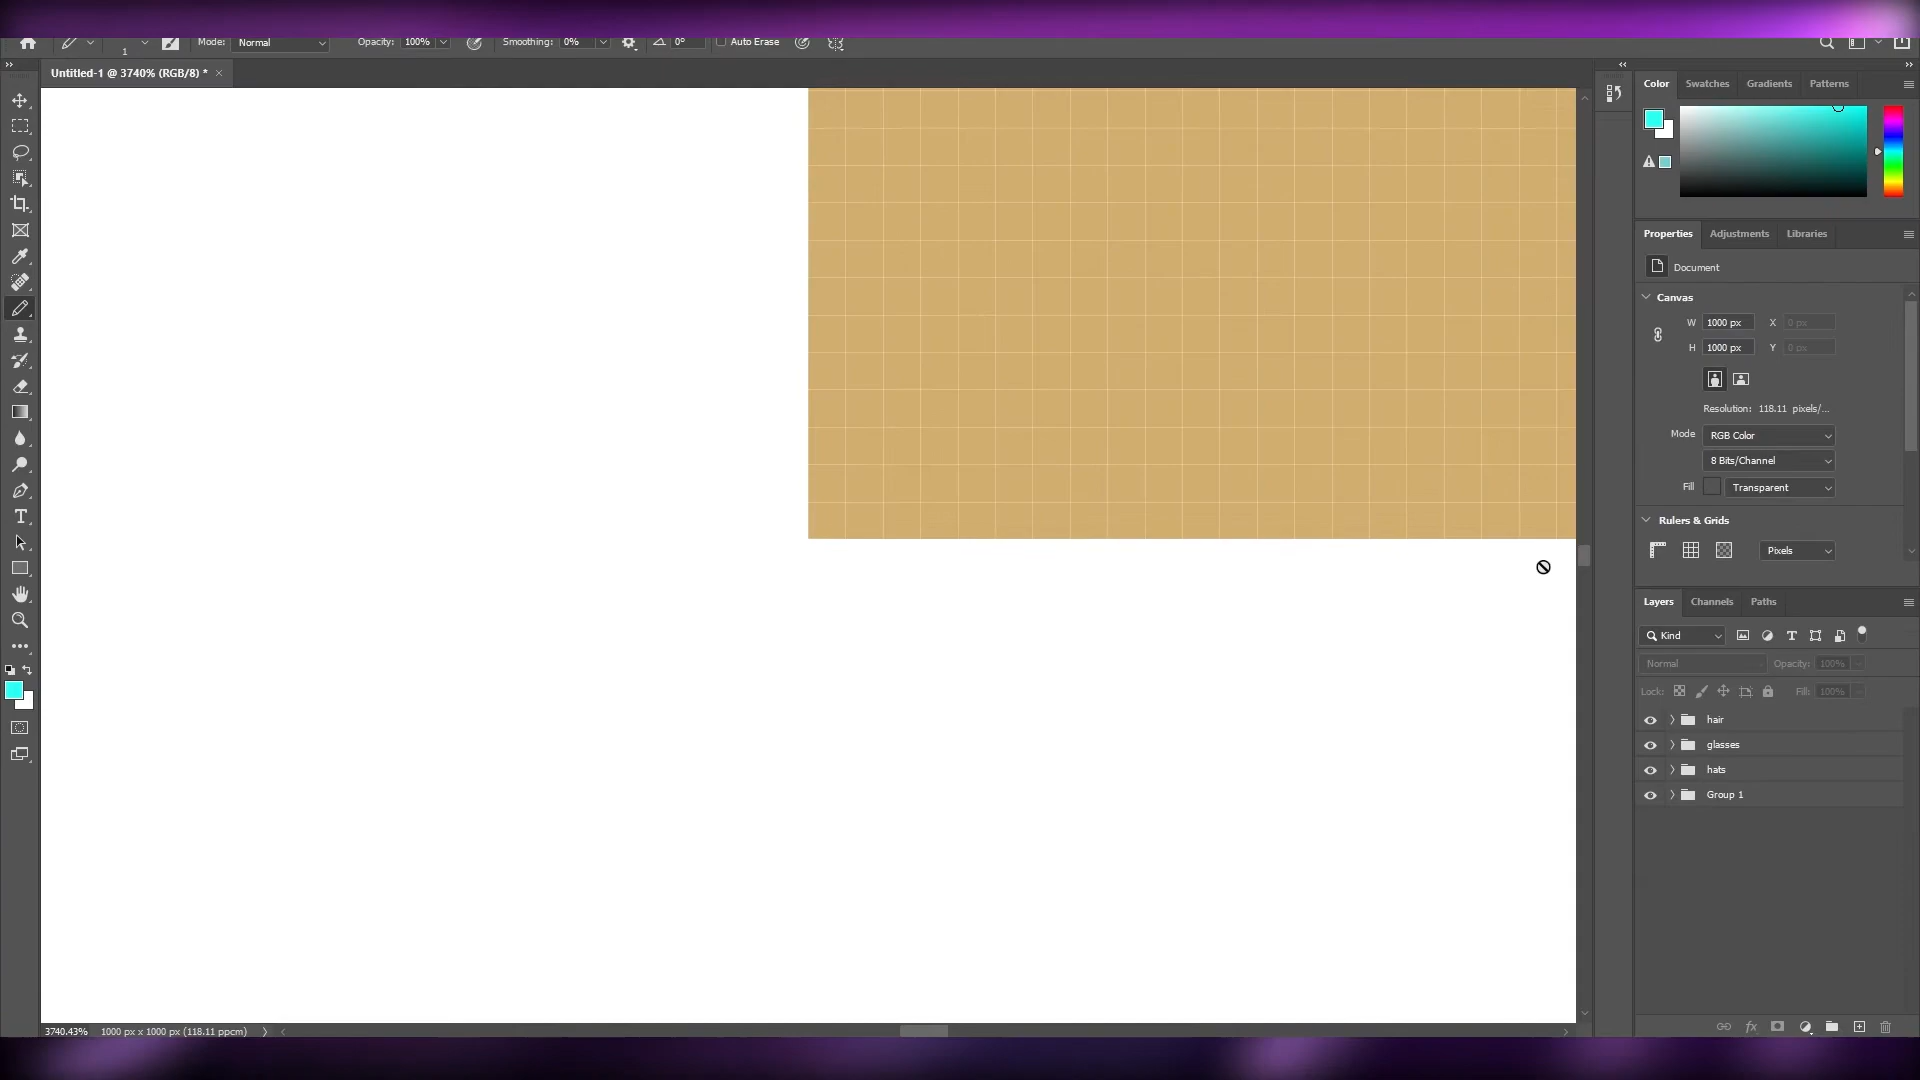 1 Mode: Normal Opacity: 100% Smoothing: 0% 0° Auto Erase
Untitled-1 @ 3740% (RGB/8) * ×
Color Swatches Gradients Patterns
Properties Adjustments Libraries
Document
Canvas
W 1000 px X 0 px
H 1000 px Y 0 px
Resolution: 118.11 pixels/...
Mode RGB Color
8 Bits/Channel
Fill Transparent
Rulers & Grids
Pixels
Layers Channels Paths
Kind
Normal Opacity: 100%
Lock: Fill: 100%
hair
glasses
hats
Group 1
3740.43% 1000 px x 1000 px (118.11 ppcm)